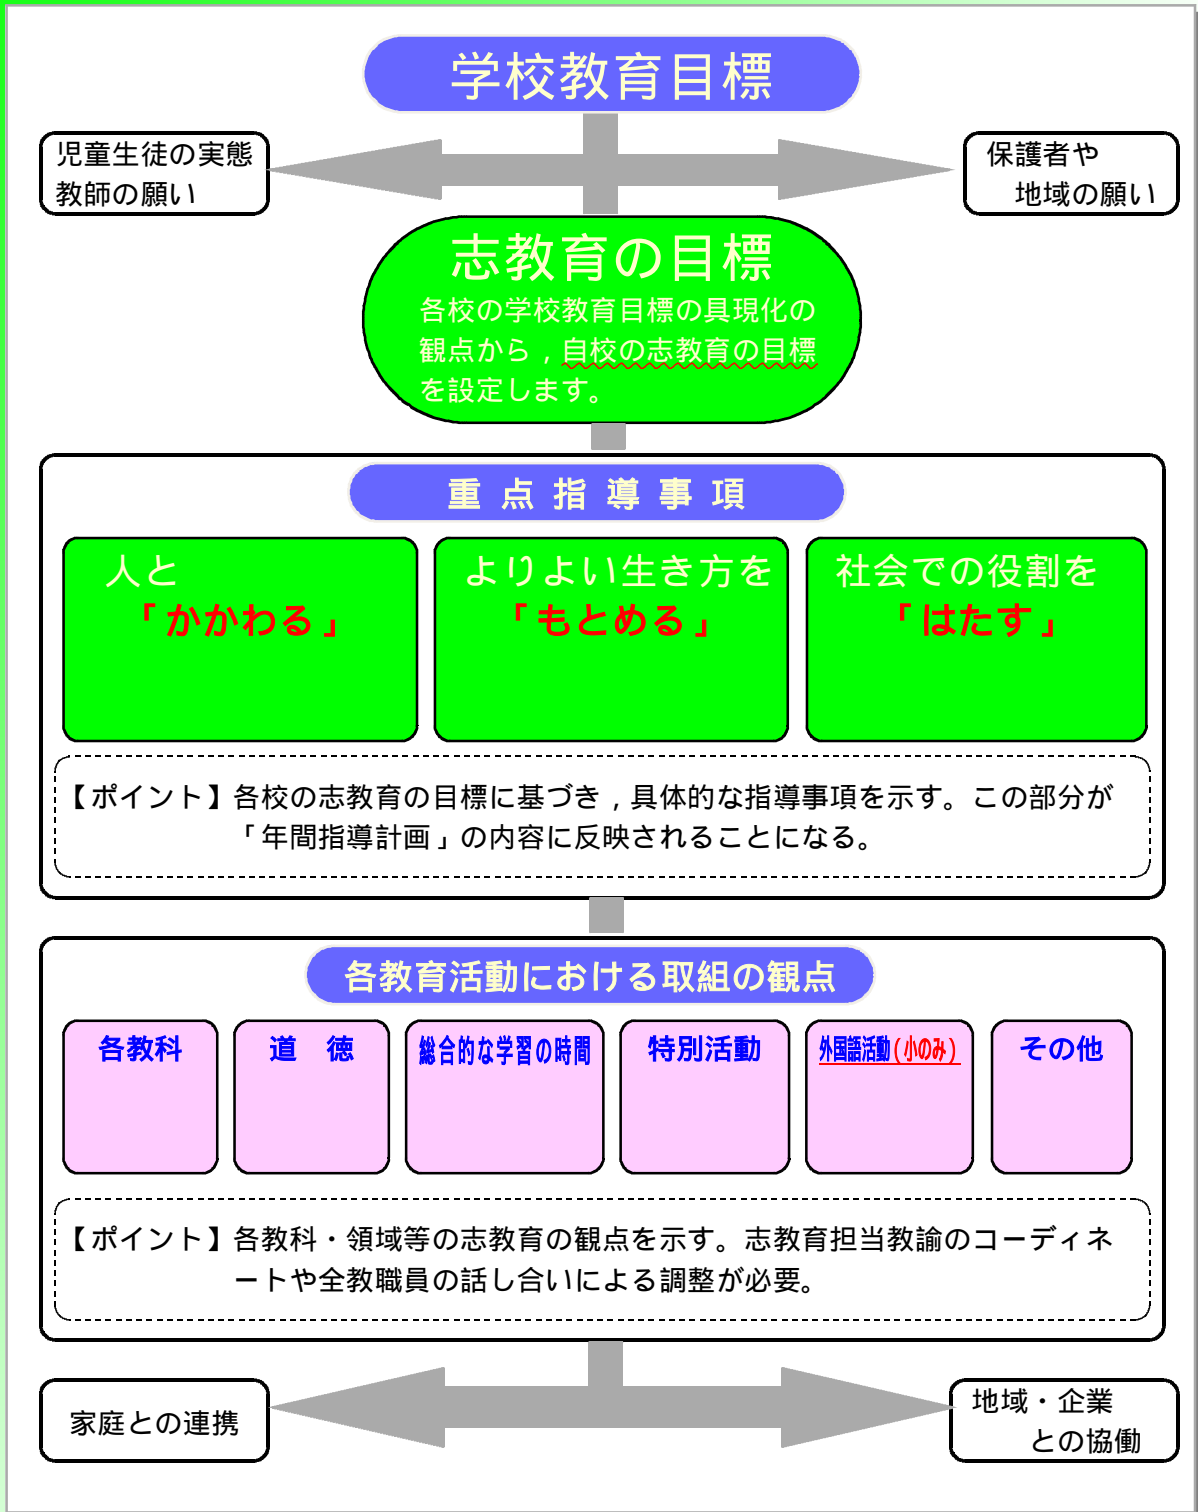 学校教育目標
児童生徒の実態
教師の願い
保護者や
地域の願い
志教育の目標
各校の学校教育目標の具現化の
観点から，自校の志教育の目標
を設定します。
重点指導事項
人と
「かかわる」
よりよい生き方を
「もとめる」
社会での役割を
「はたす」
【ポイント】各校の志教育の目標に基づき，具体的な指導事項を示す。この部分が
「年間指導計画」の内容に反映されることになる。
各教育活動における取組の観点
各教科
道　徳
総合的な学習の時間
特別活動
外国語活動(小のみ)
その他
【ポイント】各教科・領域等の志教育の観点を示す。志教育担当教諭のコーディネ
ートや全教職員の話し合いによる調整が必要。
家庭との連携
地域・企業
との協働